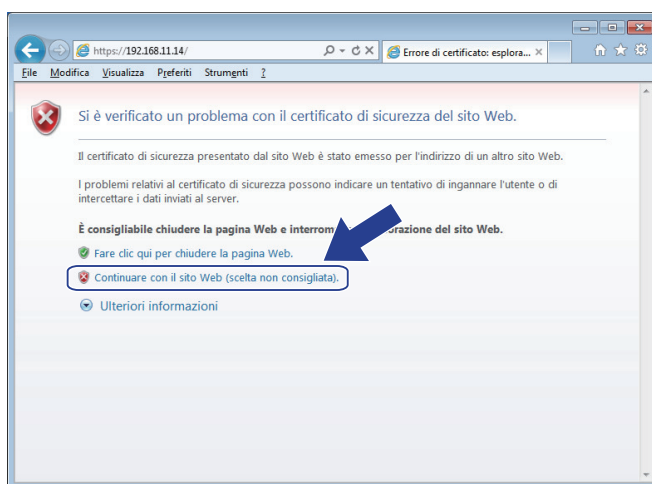 https://192.168.11.14/
Errore di certificato: esplora...
File Modifica Visualizza Preferiti Strumenti ?
Si è verificato un problema con il certificato di sicurezza del sito Web.
Il certificato di sicurezza presentato dal sito Web è stato emesso per l'indirizzo di un altro sito Web.
I problemi relativi al certificato di sicurezza possono indicare un tentativo di ingannare l'utente o di
intercettare i dati inviati al server.
È consigliabile chiudere la pagina Web e interrom orazione del sito Web.
Fare clic qui per chiudere la pagina Web.
Continuare con il sito Web (scelta non consigliata).
Ulteriori informazioni